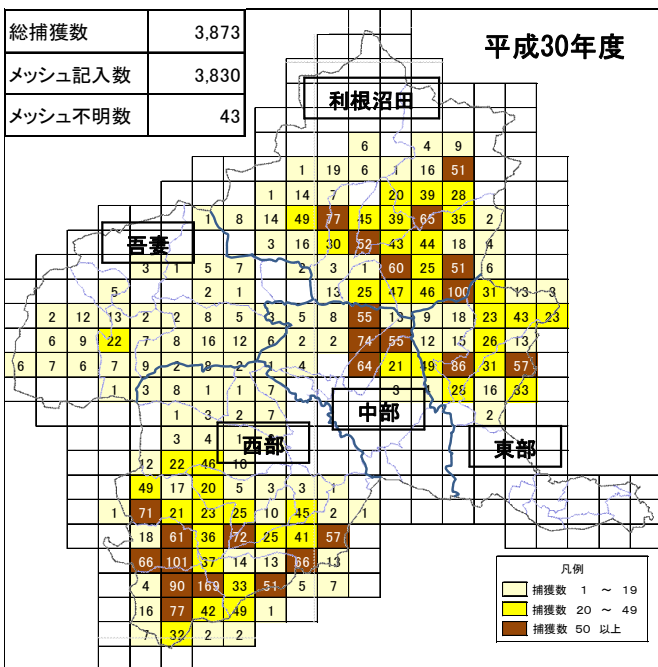 総捕獲数 3,873
平成30年度
メッシュ記入数 3,830
メッシュ不明数 43
利根沼田
6 4 9
1 19 6 1 16 51
1 14 7 20 39 28
1 8 14 49 77 45 39 65 35 2
吾妻
3 16 30 52 43 44 18 4
3 1 5 7 2 3 1 60 25 51 6
5 2 1 13 25 47 46 100 31 13 3
2 12 13 2 2 8 5 3 5 8 55 13 9 18 23 43 23
6 9 22 7 8 16 12 6 2 2 74 55 12 15 26 13
6 7 6 7 9 2 8 2 1 4 64 21 49 86 31 57
1 3 8 1 1 7 3 4 28 16 33
中部
1 3 2 7 2
3 4 1
西部
東部
12 22 46 10
49 17 20 5 3 3 1
1 71 21 23 25 10 45 2 1
18 61 36 72 25 41 57
66 101 37 14 13 66 13
4 90 169 33 51 5 7
16 77 42 49 1
7 32 2 2
凡例
捕獲数 1 ~ 19
捕獲数 20 ~ 49
捕獲数 50 以上